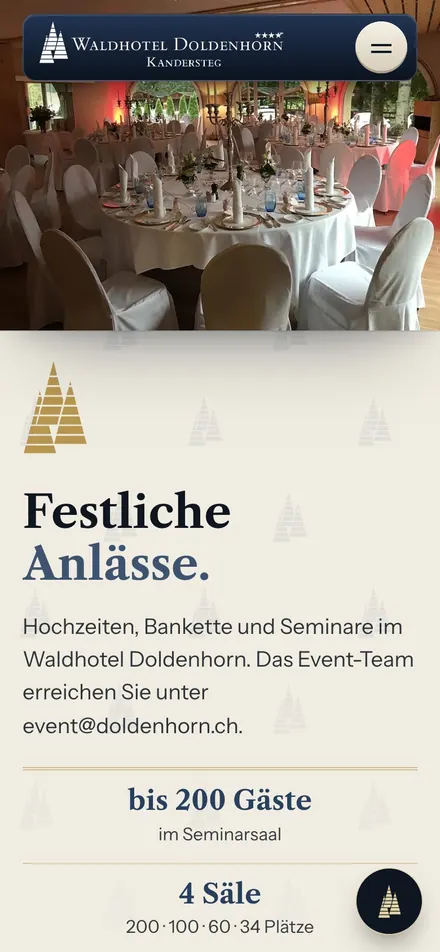 WALDHOTEL DOLDENHORN
KANDERSTEG
Festliche
Anlässe.
Hochzeiten, Bankette und Seminare im
Waldhotel Doldenhorn. Das Event-Team
erreichen Sie unter
event@doldenhorn.ch.
bis 200 Gäste
im Seminarsaal
4 Säle
200 · 100 · 60 · 34 Plätze